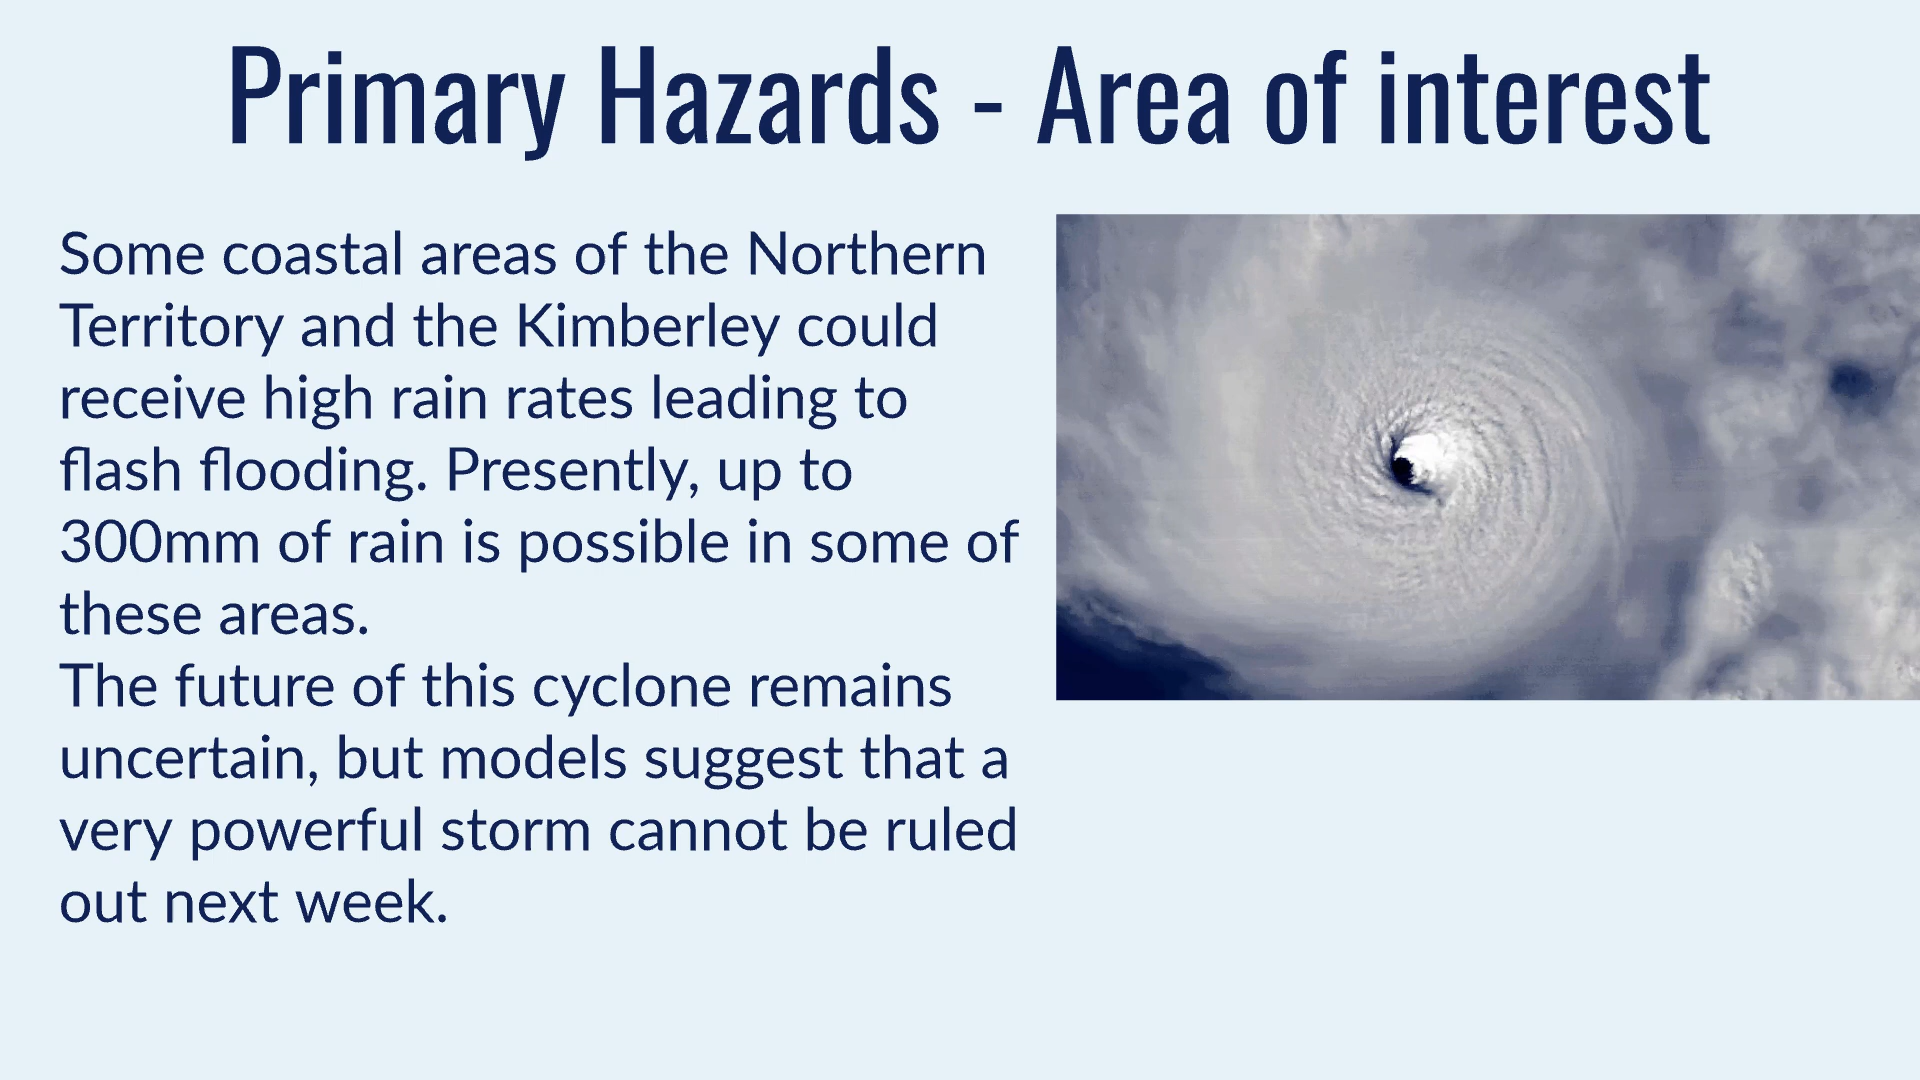 Primary Hazards - Area of interest
Some coastal areas of the Northern
Territory and the Kimberley could
receive high rain rates leading to
flash flooding. Presently, up to
300mm of rain is possible in some of
these areas.
The future of this cyclone remains
uncertain, but models suggest that a
very powerful storm cannot be ruled
out next week.